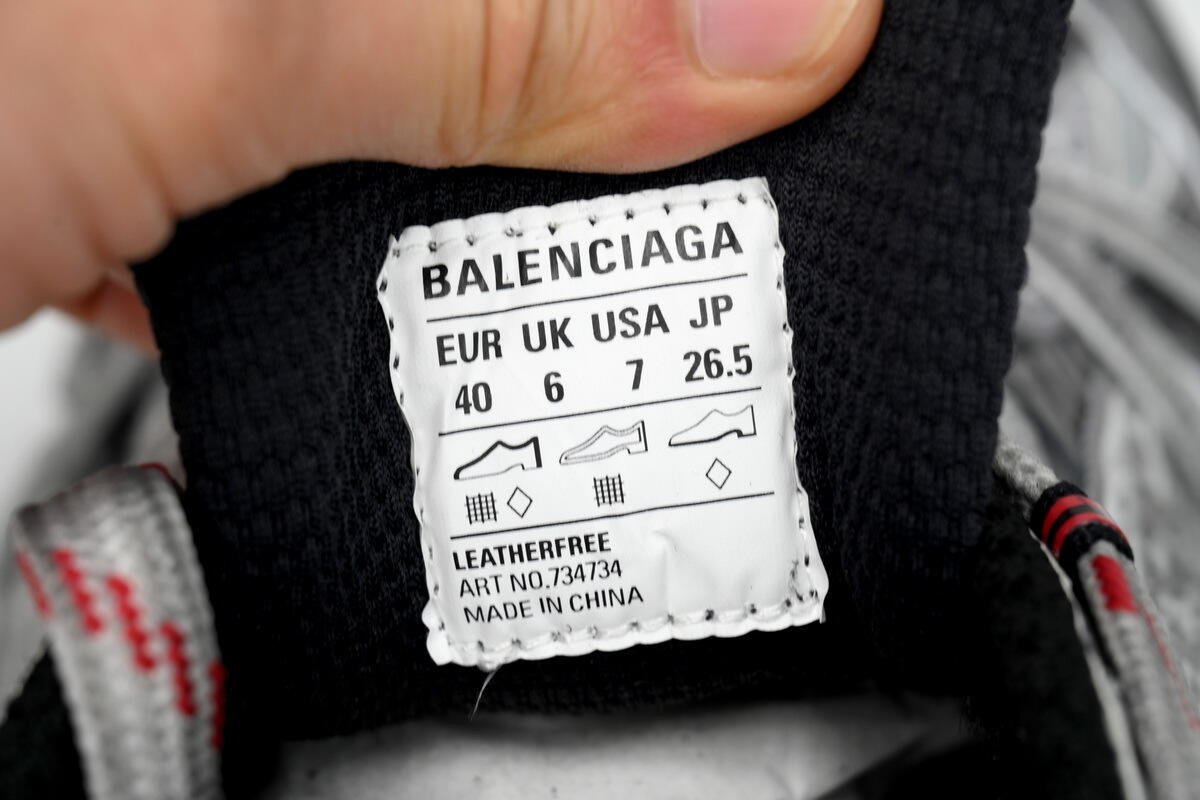 BALENCIAGA
EUR UK USA JP
40 6 7 26.5
LEATHERFREE
ART NO.734734
MADE IN CHINA